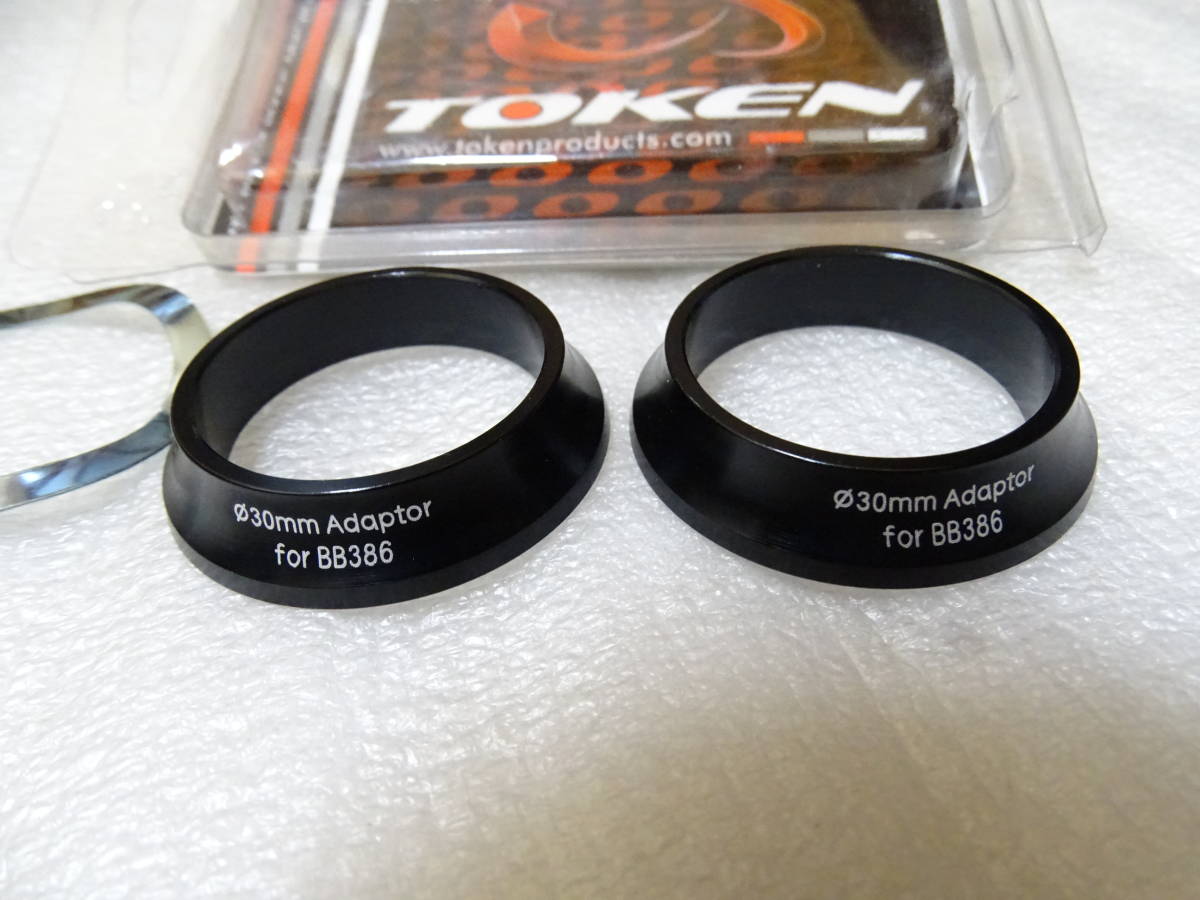 TOKEN
www.tokenproducts.com
Ø30mm Adaptor
for BB386
Ø30mm Adaptor
for BB386